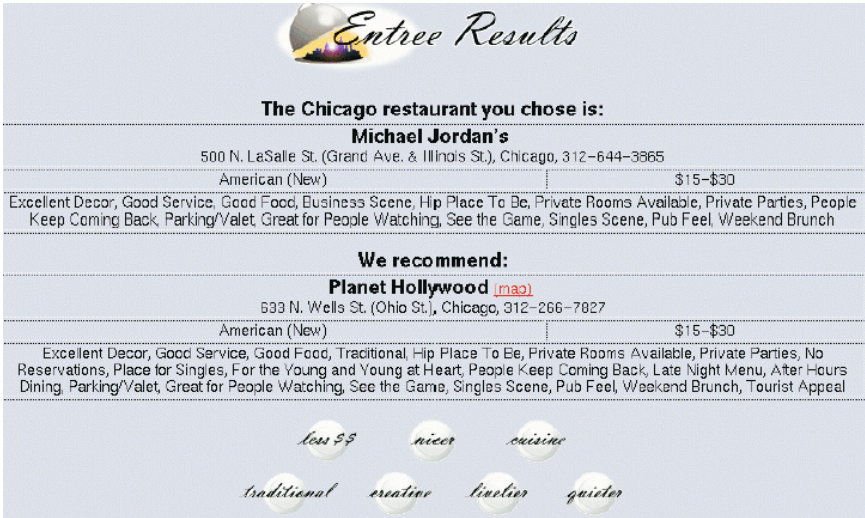 Entree Results
The Chicago restaurant you chose is:
Michael Jordan's
500 N. LaSalle St. (Grand Ave. & Illinois St.), Chicago, 312-644-3865
American (New) $15-$30
Excellent Decor, Good Service, Good Food, Business Scene, Hip Place To Be, Private Rooms Available, Private Parties, People
Keep Coming Back, Parking/Valet, Great for People Watching, See the Game, Singles Scene, Pub Feel, Weekend Brunch
We recommend:
Planet Hollywood (map)
633 N. Wells St. (Ohio St.), Chicago, 312-266-7827
American (New) $15-$30
Excellent Decor, Good Service, Good Food, Traditional, Hip Place To Be, Private Rooms Available, Private Parties, No
Reservations, Place for Singles, For the Young and Young at Heart, People Keep Coming Back, Late Night Menu, After Hours
Dining, Parking/Valet, Great for People Watching, See the Game, Singles Scene, Pub Feel, Weekend Brunch, Tourist Appeal
less $$ nicer cuisine
traditional creative livelier quieter